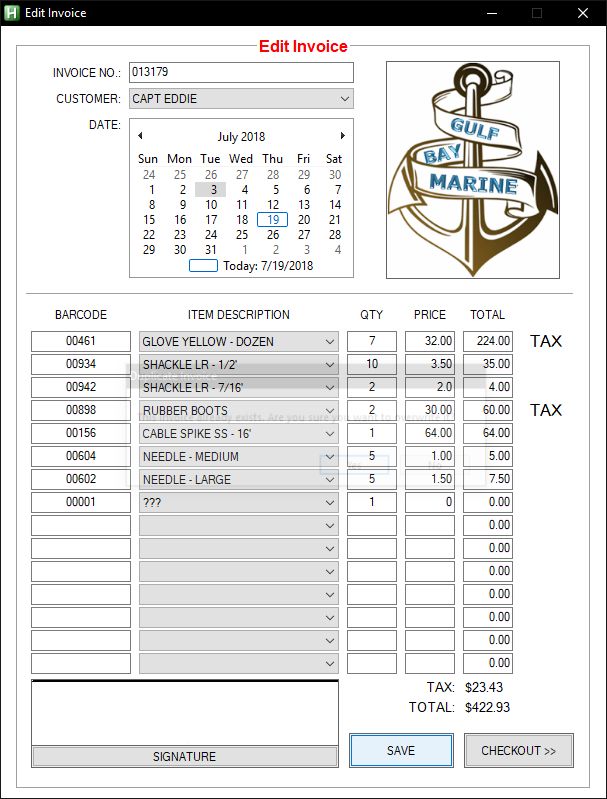 Edit Invoice
Edit Invoice
INVOICE NO.: 013179
CUSTOMER: CAPT EDDIE
DATE:
July 2018
Sun Mon Tue Wed Thu Fri Sat
24 25 26 27 28 29 30
1 2 3 4 5 6 7
8 9 10 11 12 13 14
15 16 17 18 19 20 21
22 23 24 25 26 27 28
29 30 31 1 2 3 4
Today: 7/19/2018
GULF
BAY
MARINE
BARCODE ITEM DESCRIPTION QTY PRICE TOTAL
00461 GLOVE YELLOW - DOZEN 7 32.00 224.00 TAX
00934 SHACKLE LR - 1/2' 10 3.50 35.00
Duplicate Invoice
00942 SHACKLE LR - 7/16' 2 2.0 4.00
00898 RUBBER BOOTS 2 30.00 60.00 TAX
This invoice already exists. Are you sure you want to overwrite it?
00156 CABLE SPIKE SS - 16' 1 64.00 64.00
00604 NEEDLE - MEDIUM 5 1.00 5.00
Yes No
00602 NEEDLE - LARGE 5 1.50 7.50
00001 ??? 1 0 0.00
0.00
0.00
0.00
0.00
0.00
0.00
0.00
TAX: $23.43
TOTAL: $422.93
SIGNATURE
SAVE
CHECKOUT >>